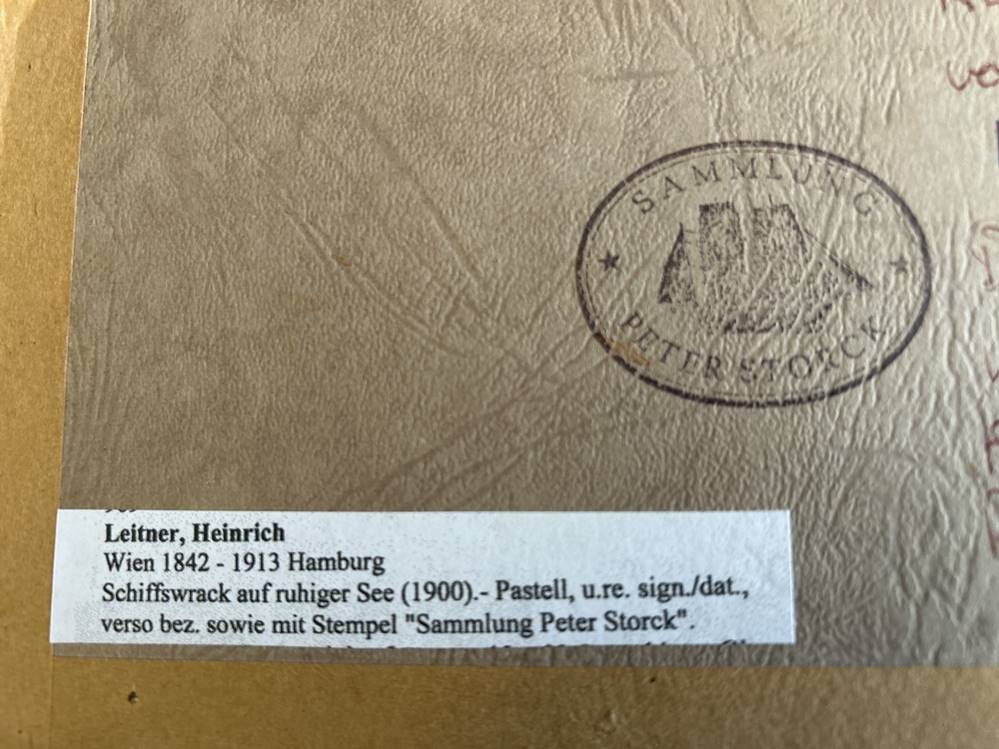 SAMMLUNG
PETER STORCK
Leitner, Heinrich
Wien 1842 - 1913 Hamburg
Schiffswrack auf ruhiger See (1900).- Pastell, u.re. sign./dat.,
verso bez. sowie mit Stempel "Sammlung Peter Storck".